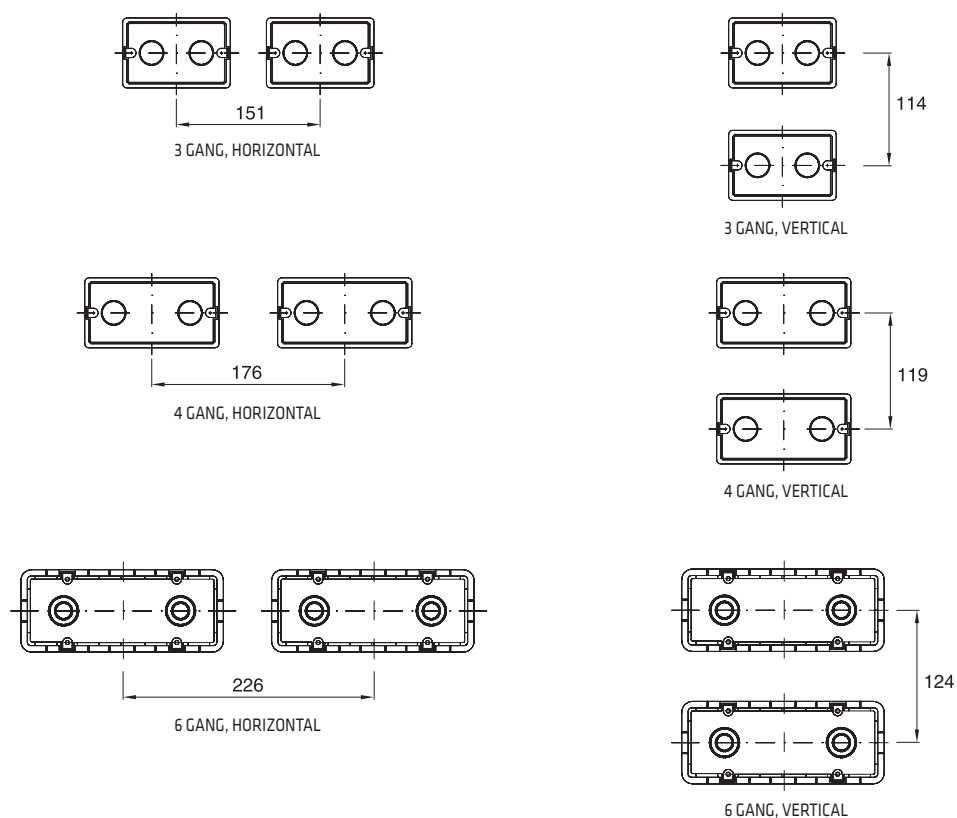 151
3 GANG, HORIZONTAL
114
3 GANG, VERTICAL
176
4 GANG, HORIZONTAL
119
4 GANG, VERTICAL
226
6 GANG, HORIZONTAL
124
6 GANG, VERTICAL